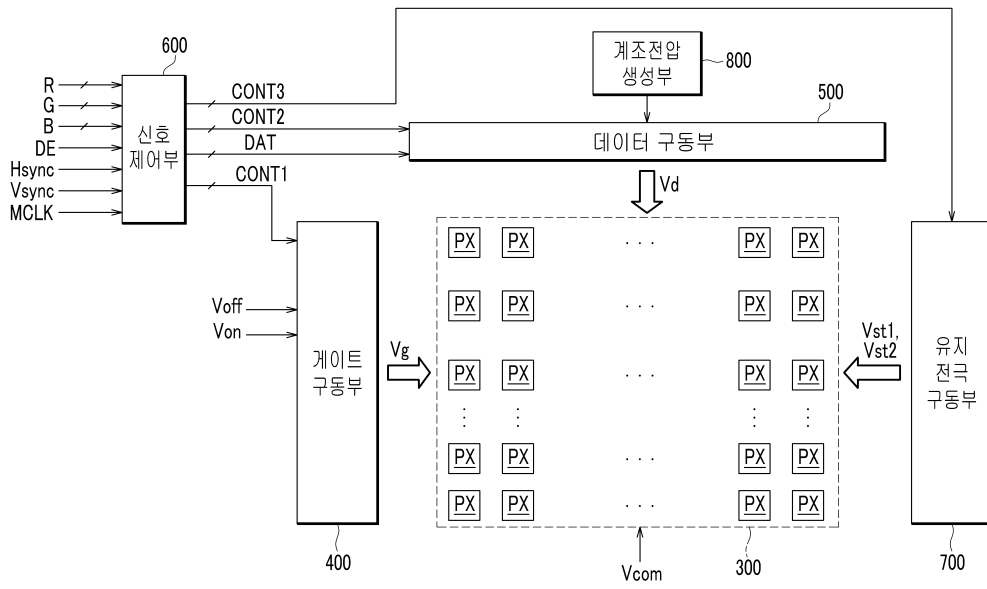 600
R
G
B
DE
Hsync
Vsync
MCLK
신호
제어부
CONT3
CONT2
DAT
CONT1
계조전압
생성부
800
500
데이터 구동부
Vd
Voff
Von
게이트
구동부
400
Vg
PX PX . . . PX PX
PX PX . . . PX PX
PX PX . . . PX PX
PX PX . . . PX PX
PX PX . . . PX PX
Vcom
300
Vst1,
Vst2
유지
전극
구동부
700